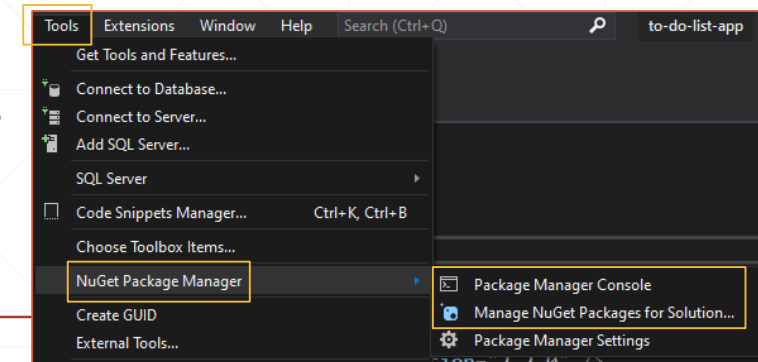 Tools Extensions Window Help Search (Ctrl+Q) to-do-list-app
Get Tools and Features...
Connect to Database...
Connect to Server...
Add SQL Server...
SQL Server
Code Snippets Manager... Ctrl+K, Ctrl+B
Choose Toolbox Items...
NuGet Package Manager
Package Manager Console
Create GUID
Manage NuGet Packages for Solution...
External Tools...
Package Manager Settings